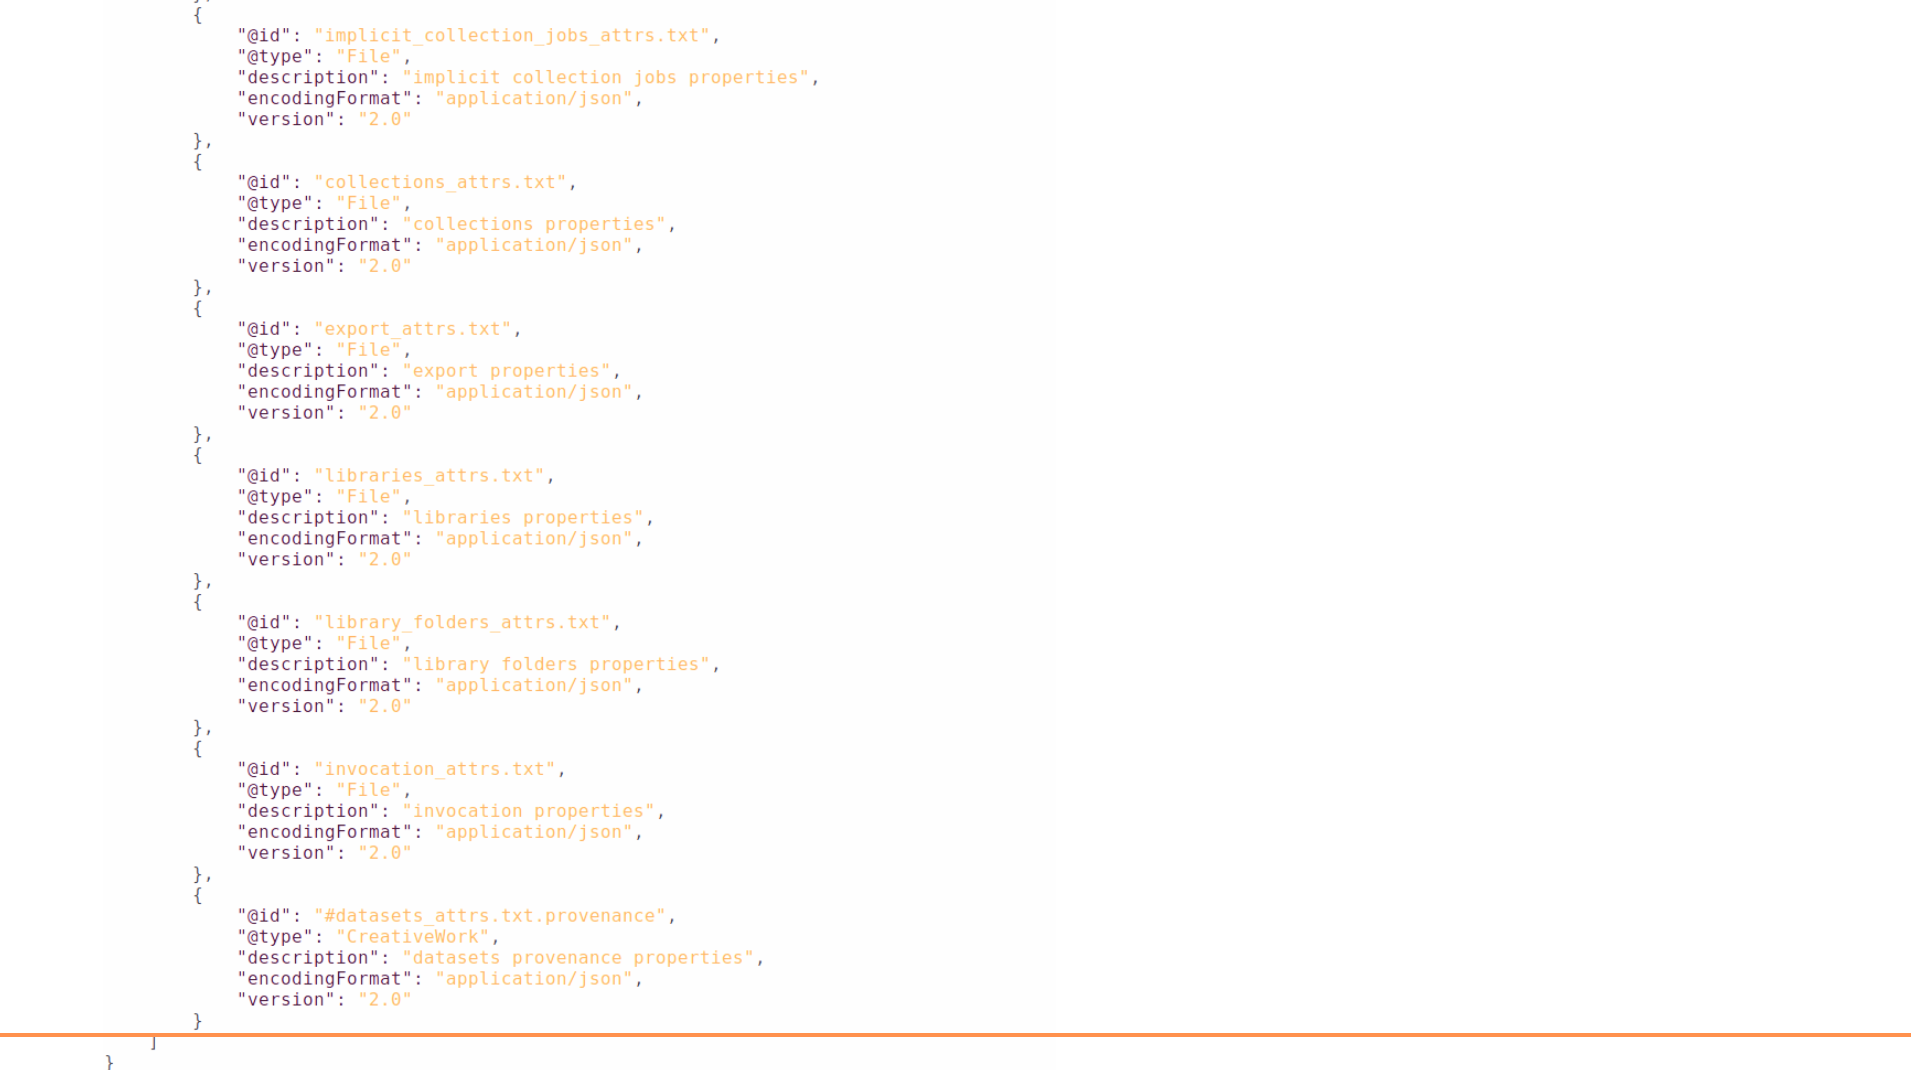 {
"@id": "implicit_collection_jobs_attrs.txt",
"@type": "File",
"description": "implicit collection jobs properties",
"encodingFormat": "application/json",
"version": "2.0"
},
{
"@id": "collections_attrs.txt",
"@type": "File",
"description": "collections properties",
"encodingFormat": "application/json",
"version": "2.0"
},
{
"@id": "export_attrs.txt",
"@type": "File",
"description": "export properties",
"encodingFormat": "application/json",
"version": "2.0"
},
{
"@id": "libraries_attrs.txt",
"@type": "File",
"description": "libraries properties",
"encodingFormat": "application/json",
"version": "2.0"
},
{
"@id": "library_folders_attrs.txt",
"@type": "File",
"description": "library folders properties",
"encodingFormat": "application/json",
"version": "2.0"
},
{
"@id": "invocation_attrs.txt",
"@type": "File",
"description": "invocation properties",
"encodingFormat": "application/json",
"version": "2.0"
},
{
"@id": "#datasets_attrs.txt.provenance",
"@type": "CreativeWork",
"description": "datasets provenance properties",
"encodingFormat": "application/json",
"version": "2.0"
}
]
}